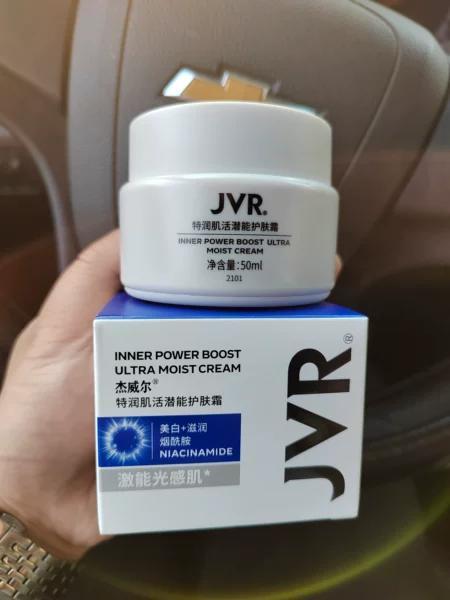 JVR®
特润肌活潜能护肤霜
INNER POWER BOOST ULTRA
MOIST CREAM
净含量:50ml
2101
INNER POWER BOOST
ULTRA MOIST CREAM
杰威尔®
特润肌活潜能护肤霜
美白+滋润
烟酰胺
NIACINAMIDE
激能光感肌*
JVR®